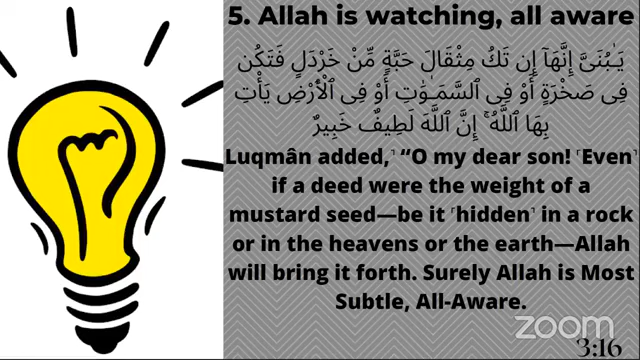 5. Allah is watching, all aware
يَـٰبُنَىَّ إِنَّهَآ إِن تَكُ مِثْقَالَ حَبَّةٍ مِّنْ خَرْدَلٍ فَتَكُن
فِى صَخْرَةٍ أَوْ فِى ٱلسَّمَـٰوَٰتِ أَوْ فِى ٱلْأَرْضِ يَأْتِ
بِهَا ٱللَّهُ ۚ إِنَّ ٱللَّهَ لَطِيفٌ خَبِيرٌ
Luqmân added,˺ “O my dear son! ˹Even˺
if a deed were the weight of a
mustard seed—be it ˹hidden˺ in a rock
or in the heavens or the earth—Allah
will bring it forth. Surely Allah is Most
Subtle, All-Aware.
zoom
3:16